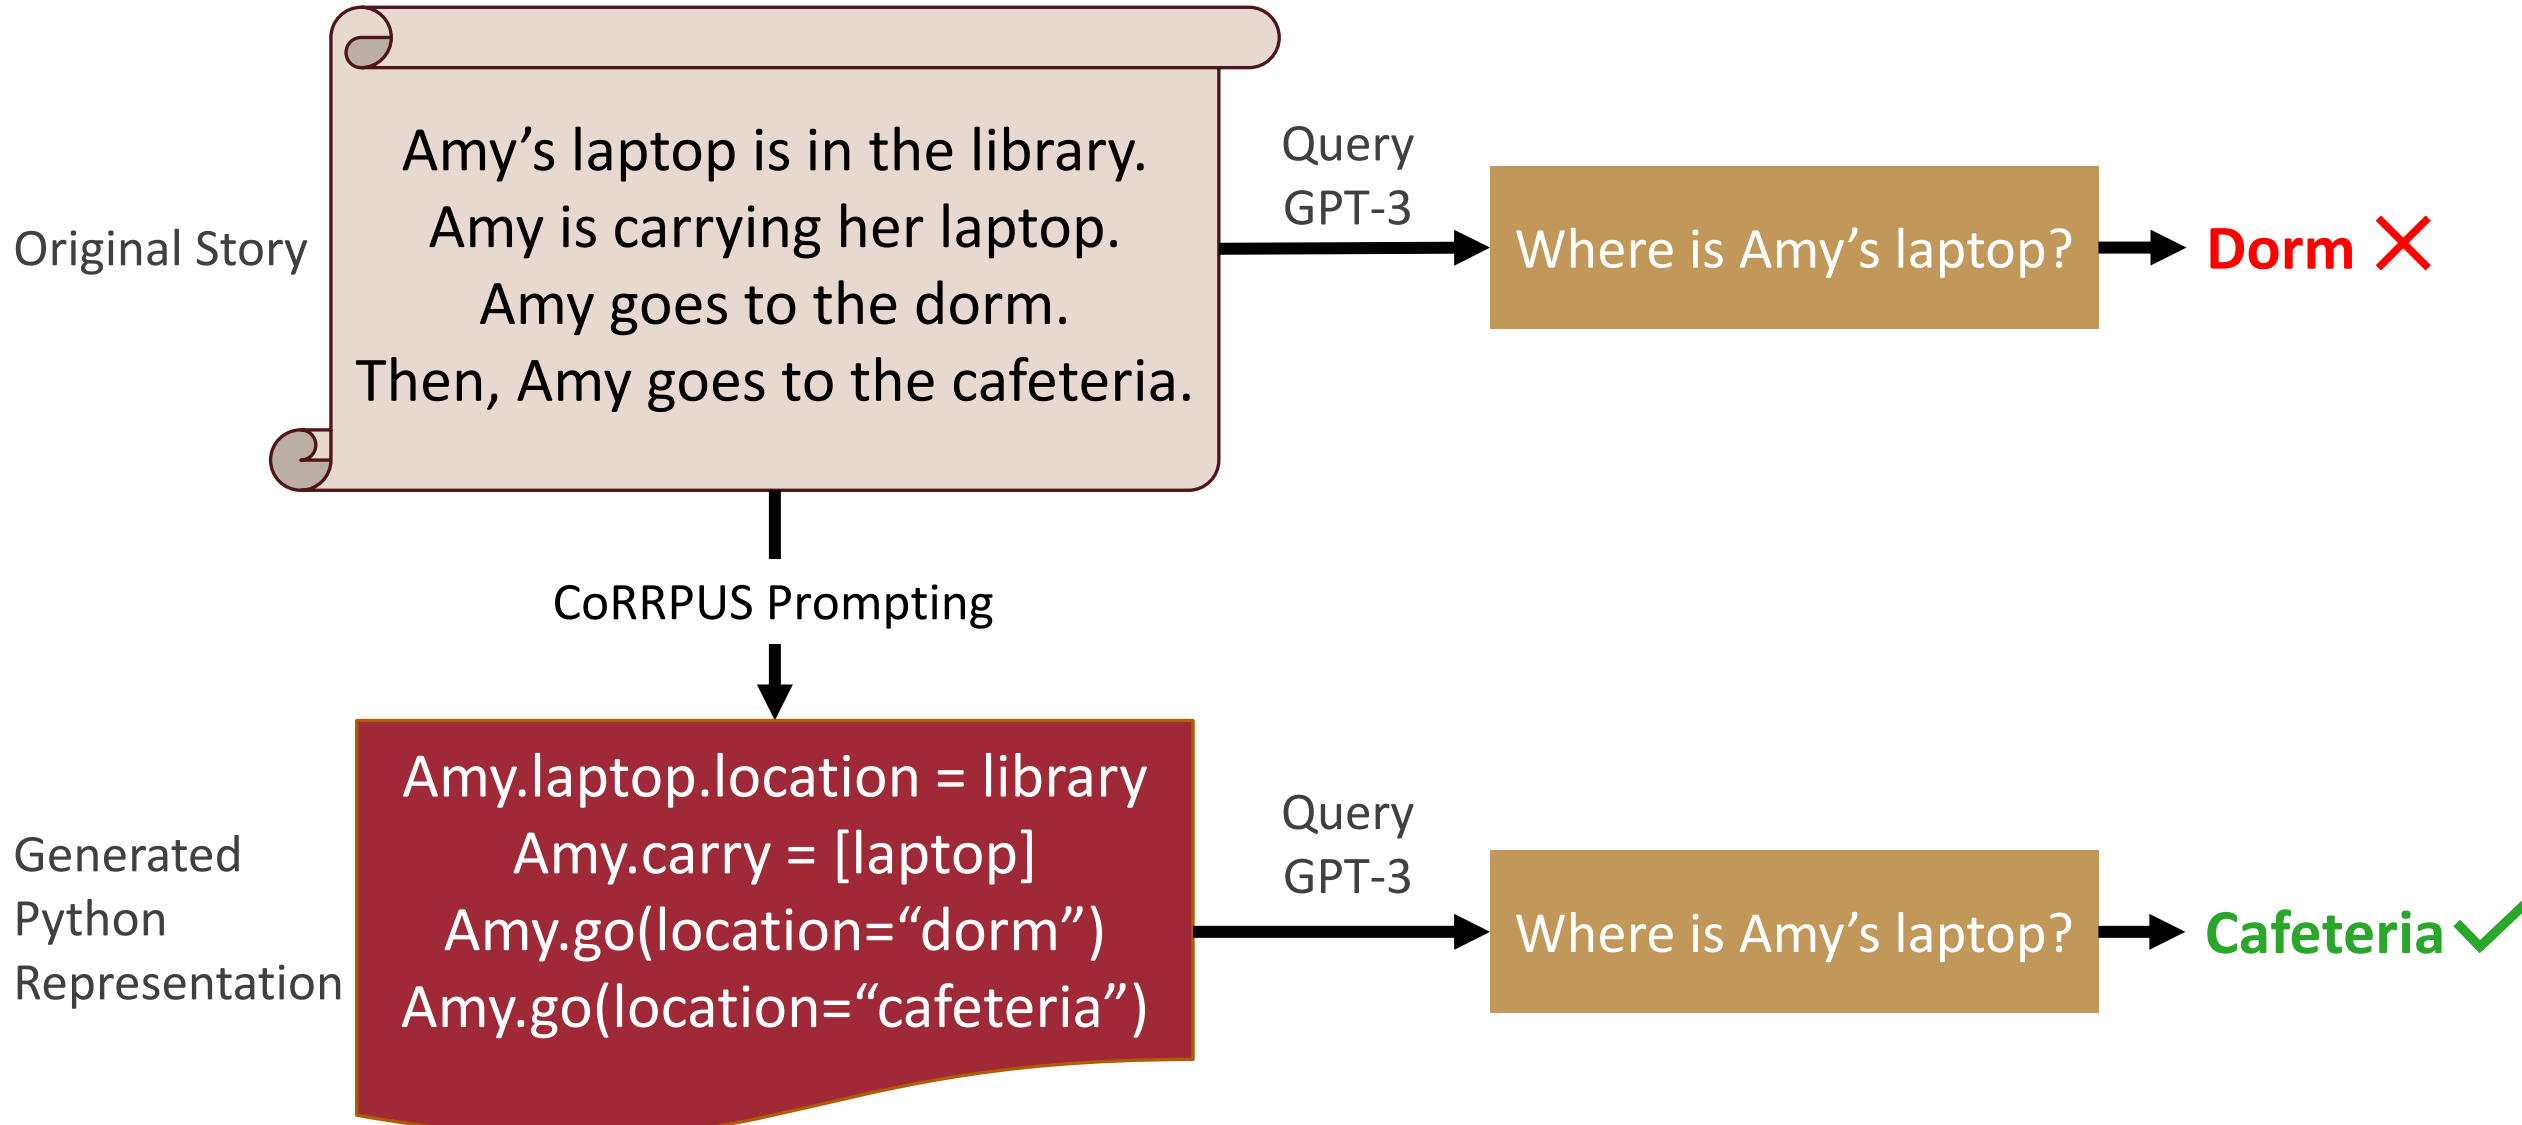 Original Story
Amy’s laptop is in the library.
Amy is carrying her laptop.
Amy goes to the dorm.
Then, Amy goes to the cafeteria.
Query
GPT-3
Where is Amy’s laptop?
Dorm
CoRRPUS Prompting
Generated
Python
Representation
Amy.laptop.location = library
Amy.carry = [laptop]
Amy.go(location=“dorm”)
Amy.go(location=“cafeteria”)
Query
GPT-3
Where is Amy’s laptop?
Cafeteria